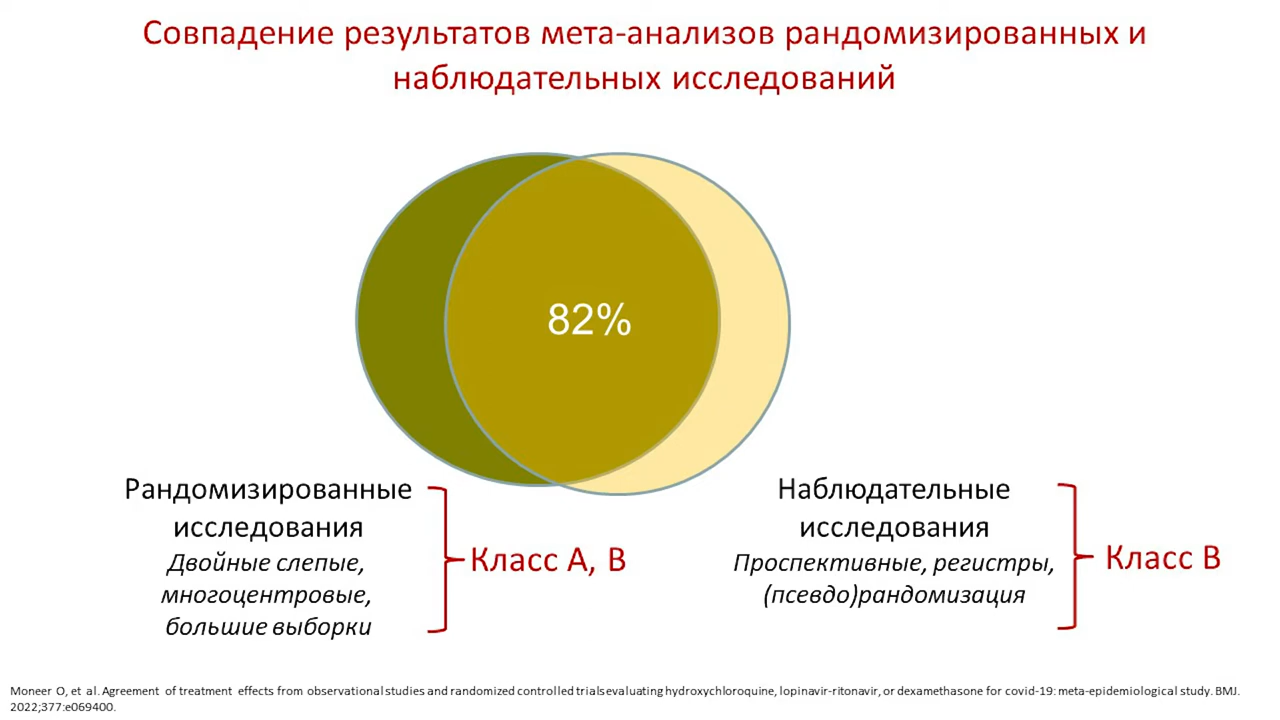 Совпадение результатов мета-анализов рандомизированных и
наблюдательных исследований
82%
Рандомизированные
исследования
Двойные слепые,
многоцентровые,
большие выборки
Класс А, В
Наблюдательные
исследования
Проспективные, регистры,
(псевдо)рандомизация
Класс В
Moneer O, et al. Agreement of treatment effects from observational studies and randomized controlled trialsevaluating hydroxychloroquine, lopinavir-ritonavir, or dexamethasone for covid-19: meta-epidemiological study. BMJ.
2022;377:e069400.